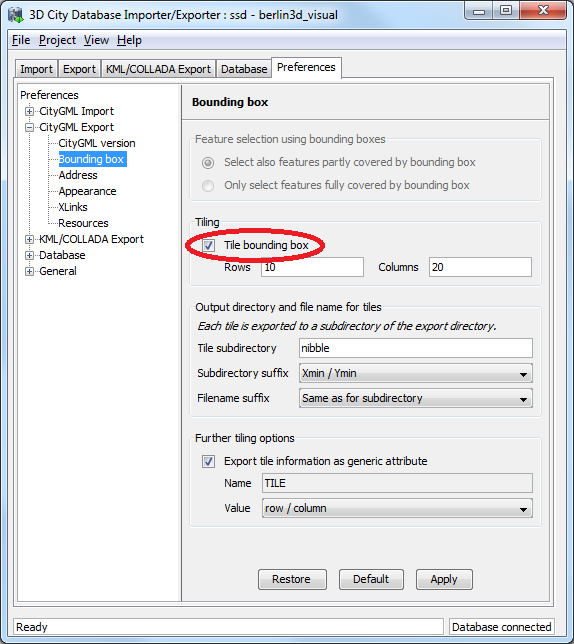 3D City Database Importer/Exporter : ssd - berlin3d_visual
File Project View Help
Import Export KML/COLLADA Export Database Preferences
Preferences
CityGML Import
CityGML Export
CityGML version
Bounding box
Address
Appearance
XLinks
Resources
KML/COLLADA Export
Database
General
Bounding box
Feature selection using bounding boxes
Select also features partly covered by bounding box
Only select features fully covered by bounding box
Tiling
Tile bounding box
Rows 10 Columns 20
Output directory and file name for tiles
Each tile is exported to a subdirectory of the export directory.
Tile subdirectory nibble
Subdirectory suffix Xmin / Ymin
Filename suffix Same as for subdirectory
Further tiling options
Export tile information as generic attribute
Name TILE
Value row / column
Restore Default Apply
Ready Database connected